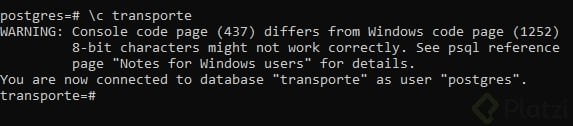 postgres=# \c transporte
WARNING: Console code page (437) differs from Windows code page (1252)
8-bit characters might not work correctly. See psql reference
page "Notes for Windows users" for details.
You are now connected to database "transporte" as user "postgres".
transporte=#
Platzi